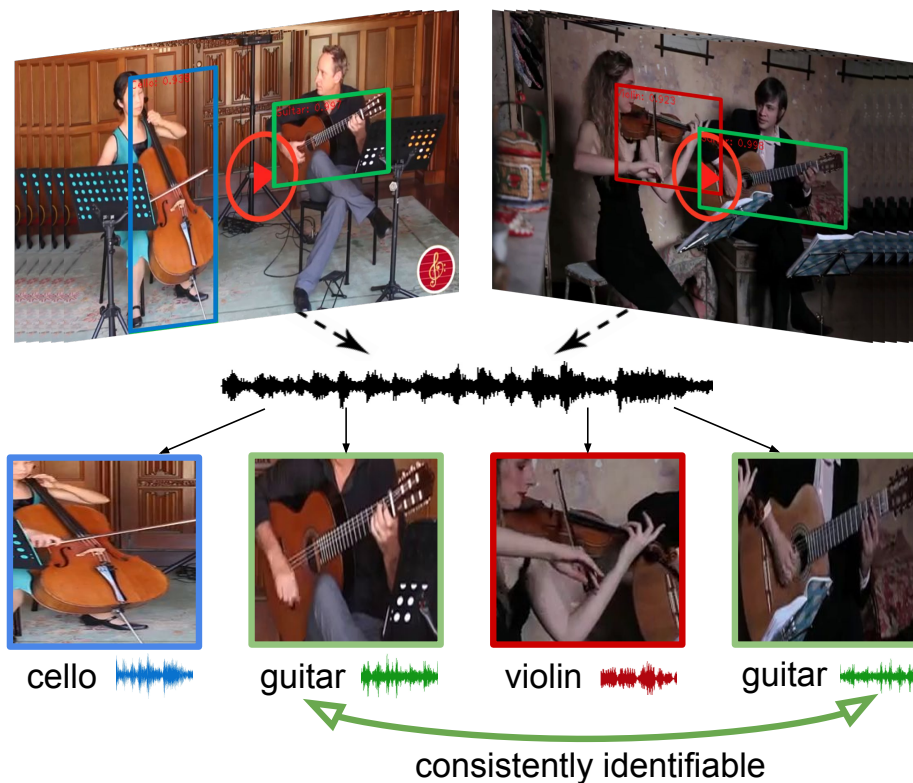 cello
guitar
violin
guitar
consistently identifiable